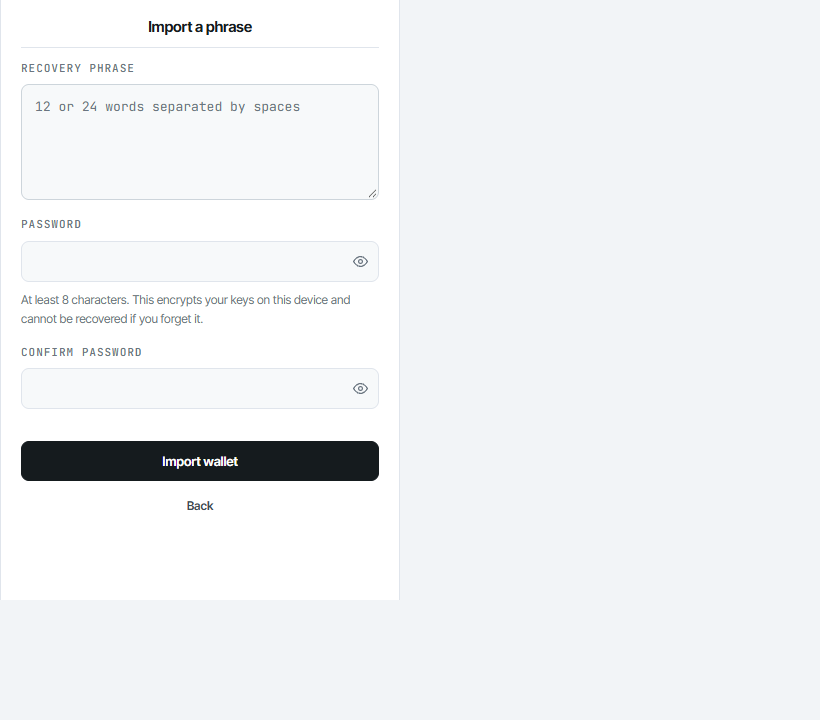 Import a phrase
RECOVERY PHRASE
12 or 24 words separated by spaces
PASSWORD
At least 8 characters. This encrypts your keys on this device and
cannot be recovered if you forget it.
CONFIRM PASSWORD
Import wallet
Back